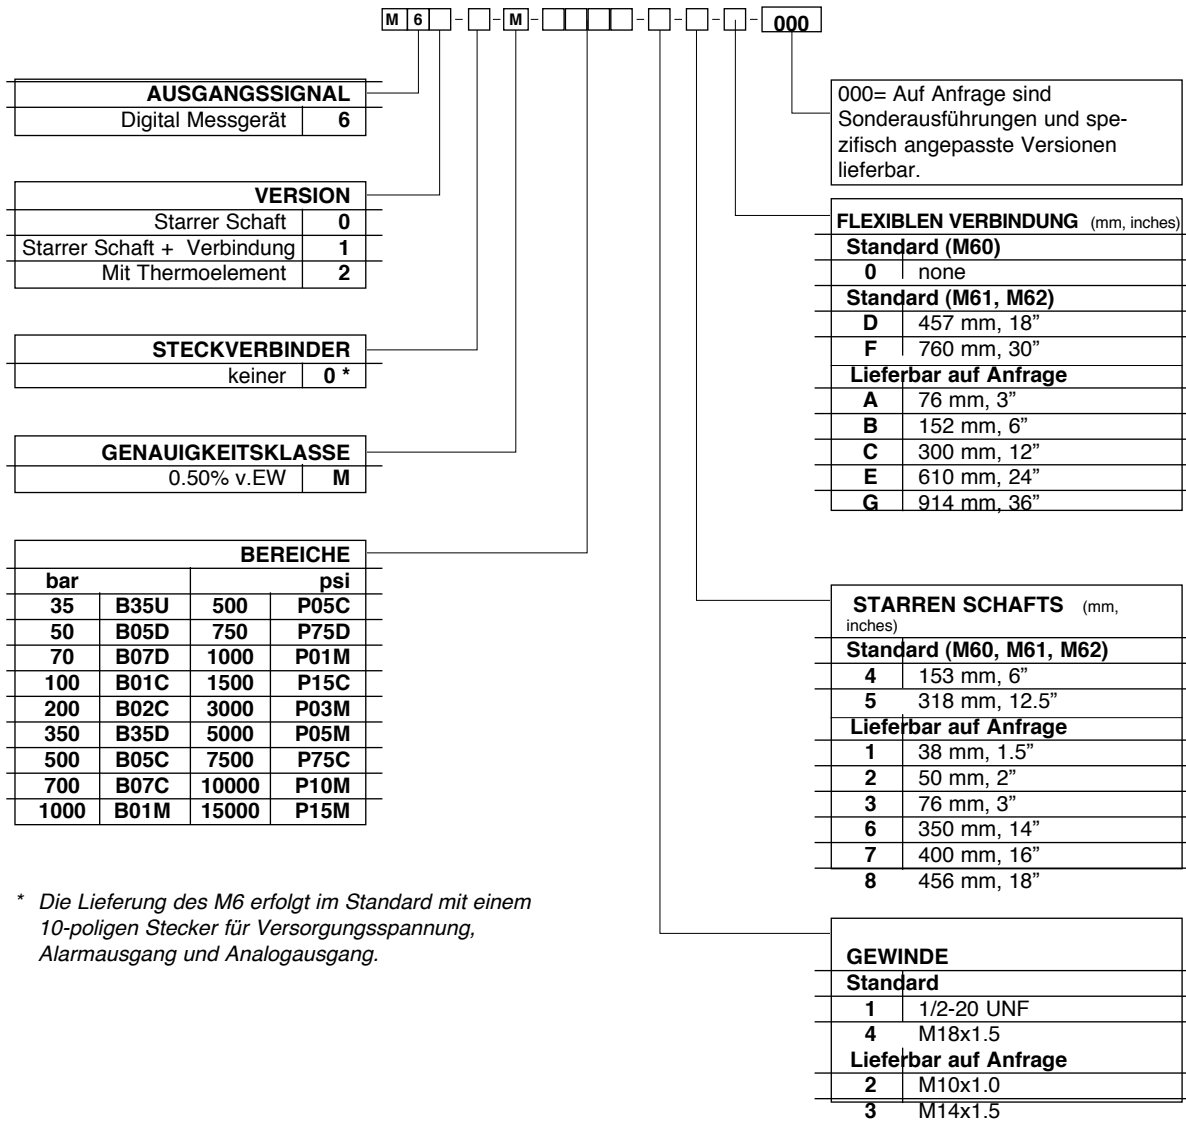 M 6 - - M - - - - - 000
AUSGANGSSIGNAL
Digital Messgerät 6
VERSION
Starrer Schaft 0
Starrer Schaft + Verbindung 1
Mit Thermoelement 2
STECKVERBINDER
keiner 0 *
GENAUIGKEITSKLASSE
0.50% v.EW M
BEREICHE
bar psi
35 B35U 500 P05C
50 B05D 750 P75D
70 B07D 1000 P01M
100 B01C 1500 P15C
200 B02C 3000 P03M
350 B35D 5000 P05M
500 B05C 7500 P75C
700 B07C 10000 P10M
1000 B01M 15000 P15M
* Die Lieferung des M6 erfolgt im Standard mit einem
10-poligen Stecker für Versorgungsspannung,
Alarmausgang und Analogausgang.
000= Auf Anfrage sind
Sonderausführungen und spe-
zifisch angepasste Versionen
lieferbar.
FLEXIBLEN VERBINDUNG (mm, inches)
Standard (M60)
0 none
Standard (M61, M62)
D 457 mm, 18”
F 760 mm, 30”
Lieferbar auf Anfrage
A 76 mm, 3”
B 152 mm, 6”
C 300 mm, 12”
E 610 mm, 24”
G 914 mm, 36”
STARREN SCHAFTS (mm,
inches)
Standard (M60, M61, M62)
4 153 mm, 6”
5 318 mm, 12.5”
Lieferbar auf Anfrage
1 38 mm, 1.5”
2 50 mm, 2”
3 76 mm, 3”
6 350 mm, 14”
7 400 mm, 16”
8 456 mm, 18”
GEWINDE
Standard
1 1/2-20 UNF
4 M18x1.5
Lieferbar auf Anfrage
2 M10x1.0
3 M14x1.5